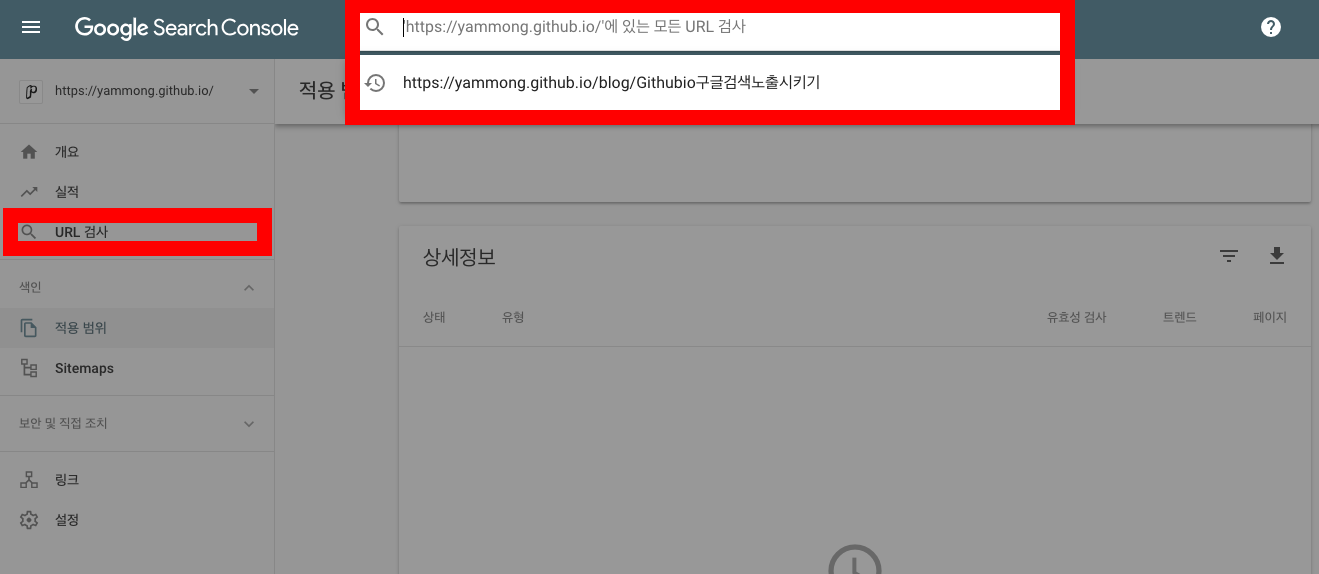 Google Search Console
'https://yammong.github.io/'에 있는 모든 URL 검사
https://yammong.github.io/blog/Githubio구글검색노출시키기
https://yammong.github.io/
적용
개요
실적
URL 검사
색인
적용 범위
Sitemaps
보안 및 직접 조치
링크
설정
상세정보
상태 유형 유효성 검사 트렌드 페이지